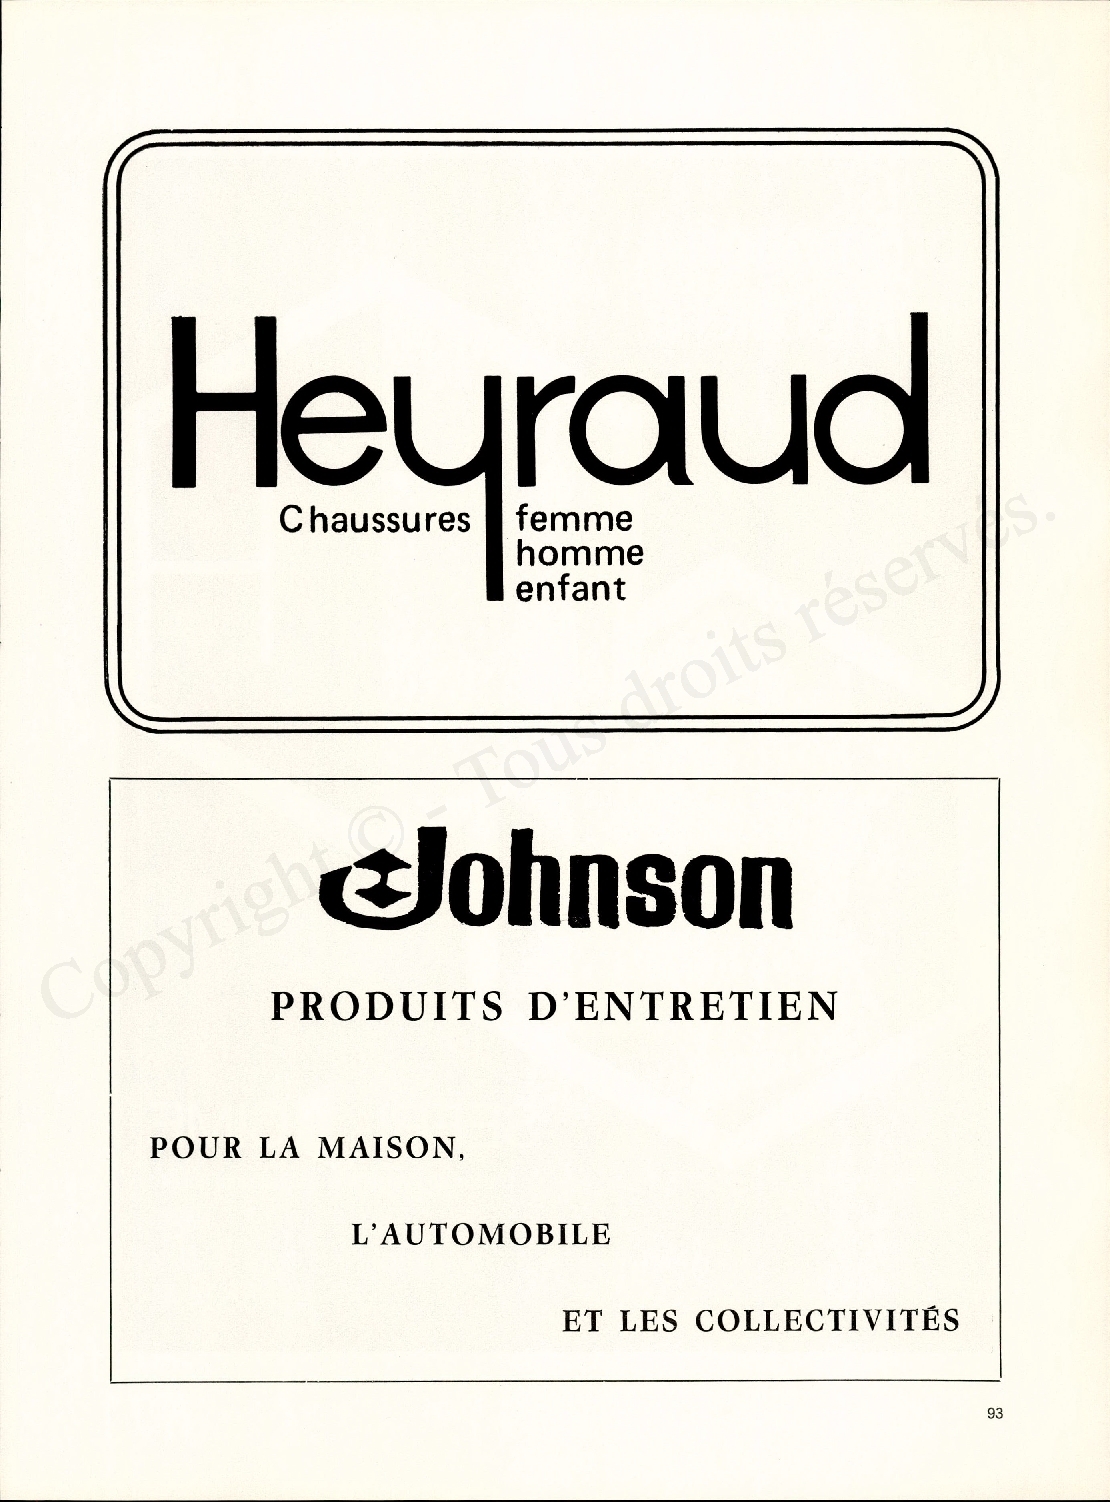 Heyraud
Chaussures femme
homme
enfant
Johnson
PRODUITS D'ENTRETIEN
POUR LA MAISON,
L'AUTOMOBILE
ET LES COLLECTIVITÉS
93
Copyright © - Tous droits réservés.